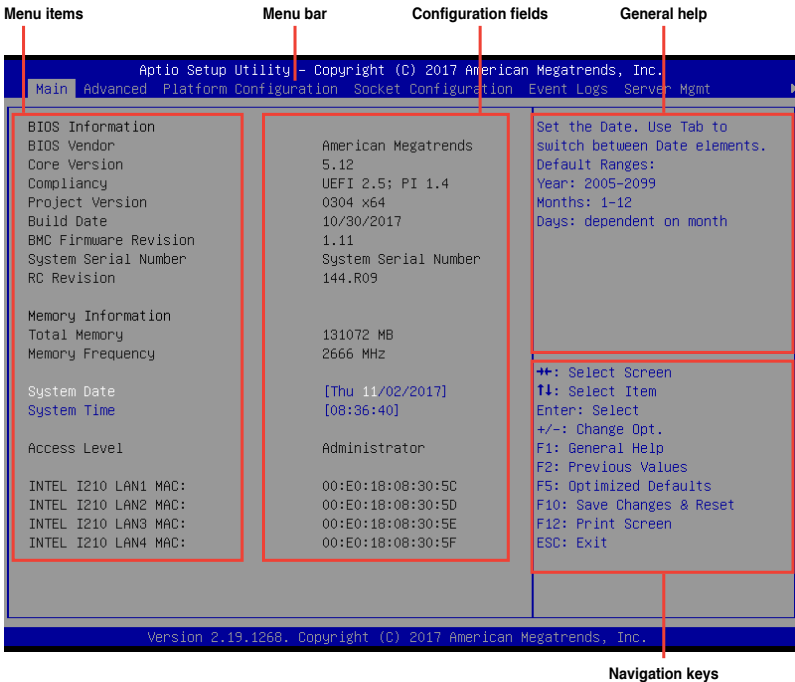 Menu items Menu bar Configuration fields General help
Aptio Setup Utility – Copyright (C) 2017 American Megatrends, Inc.
Main Advanced Platform Configuration Socket Configuration Event Logs Server Mgmt
BIOS Information
BIOS Vendor American Megatrends
Core Version 5.12
Compliancy UEFI 2.5; PI 1.4
Project Version 0304 x64
Build Date 10/30/2017
BMC Firmware Revision 1.11
System Serial Number System Serial Number
RC Revision 144.R09
Memory Information
Total Memory 131072 MB
Memory Frequency 2666 MHz
System Date [Thu 11/02/2017]
System Time [08:36:40]
Access Level Administrator
INTEL I210 LAN1 MAC: 00:E0:18:08:30:5C
INTEL I210 LAN2 MAC: 00:E0:18:08:30:5D
INTEL I210 LAN3 MAC: 00:E0:18:08:30:5E
INTEL I210 LAN4 MAC: 00:E0:18:08:30:5F
Set the Date. Use Tab to
switch between Date elements.
Default Ranges:
Year: 2005-2099
Months: 1-12
Days: dependent on month
→←: Select Screen
↑↓: Select Item
Enter: Select
+/-: Change Opt.
F1: General Help
F2: Previous Values
F5: Optimized Defaults
F10: Save Changes & Reset
F12: Print Screen
ESC: Exit
Version 2.19.1268. Copyright (C) 2017 American Megatrends, Inc.
Navigation keys